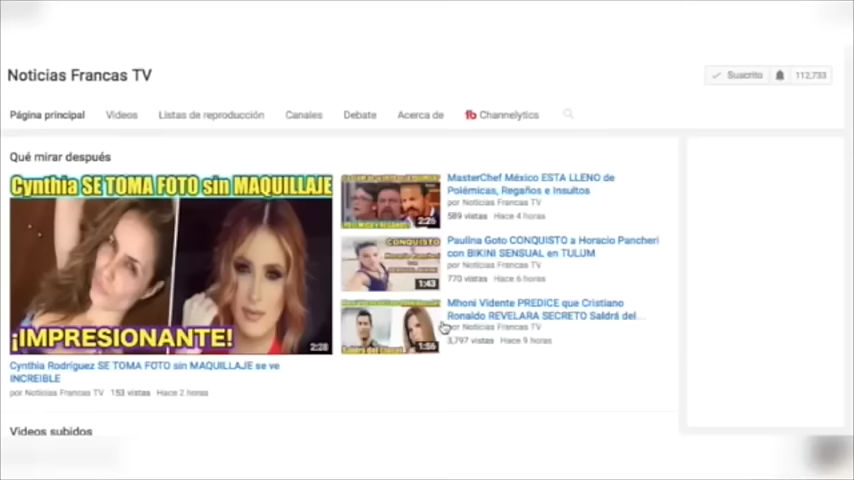 Noticias Francas TV
Suscrito 112,733
Página principal Videos Listas de reproducción Canales Debate Acerca de Channelytics
Qué mirar después
Cynthia SE TOMA FOTO sin MAQUILLAJE
¡IMPRESIONANTE!
2:28
Cynthia Rodríguez SE TOMA FOTO sin MAQUILLAJE se ve
INCREIBLE
por Noticias Francas TV 153 vistas Hace 2 horas
2:25
MasterChef México ESTA LLENO de
Polémicas, Regaños e Insultos
por Noticias Francas TV
589 vistas Hace 4 horas
CONQUISTO
1:43
Paulina Goto CONQUISTO a Horacio Pancheri
con BIKINI SENSUAL en TULUM
por Noticias Francas TV
770 vistas Hace 6 horas
1:56
Mhoni Vidente PREDICE que Cristiano
Ronaldo REVELARA SECRETO Saldrá del...
por Noticias Francas TV
3,797 vistas Hace 9 horas
Videos subidos